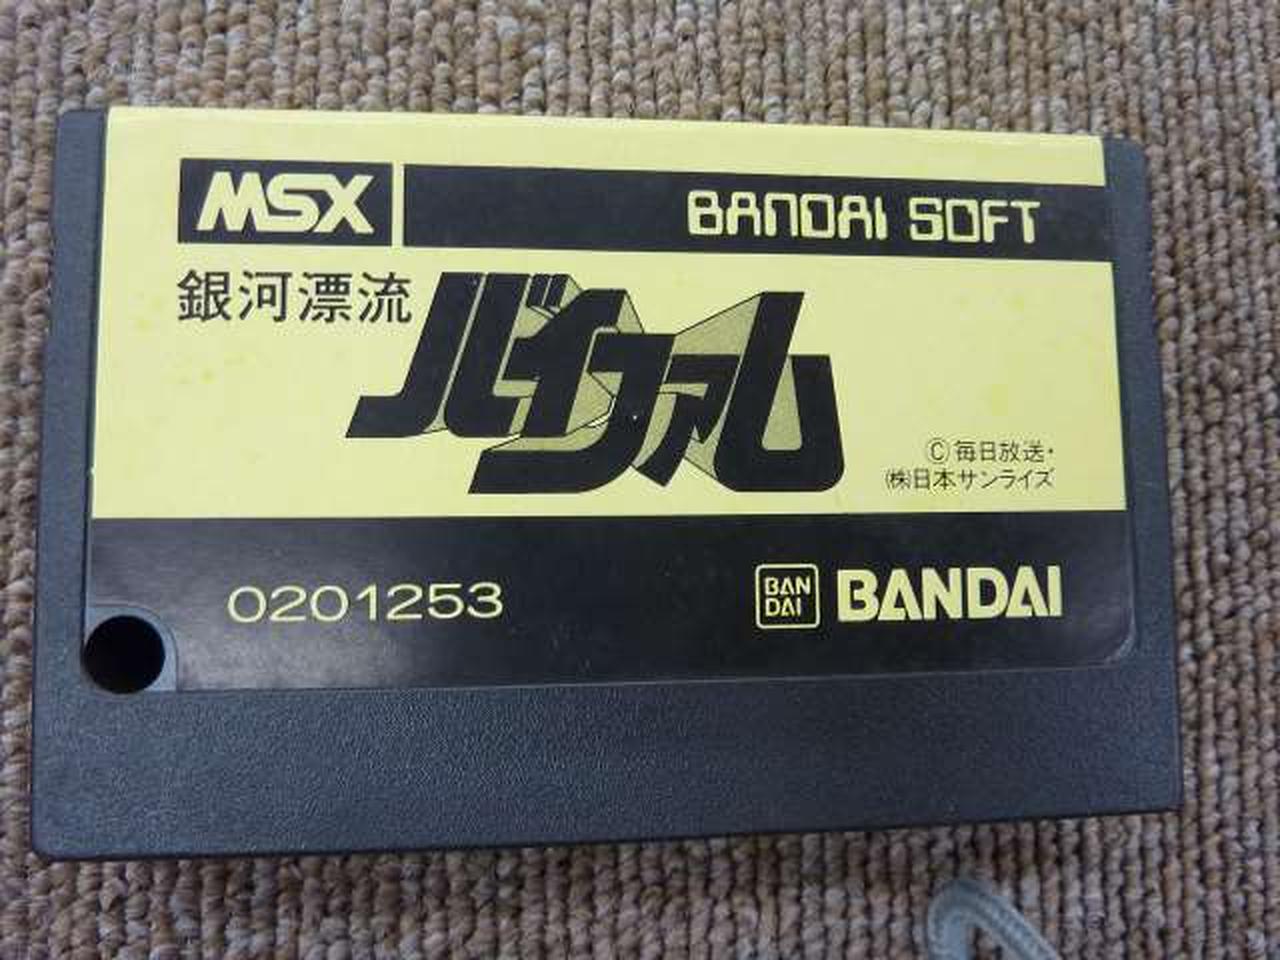 MSX
BANDAI SOFT
銀河漂流
バイファム
©毎日放送・
㈱日本サンライズ
0201253
BAN
DAI
BANDAI